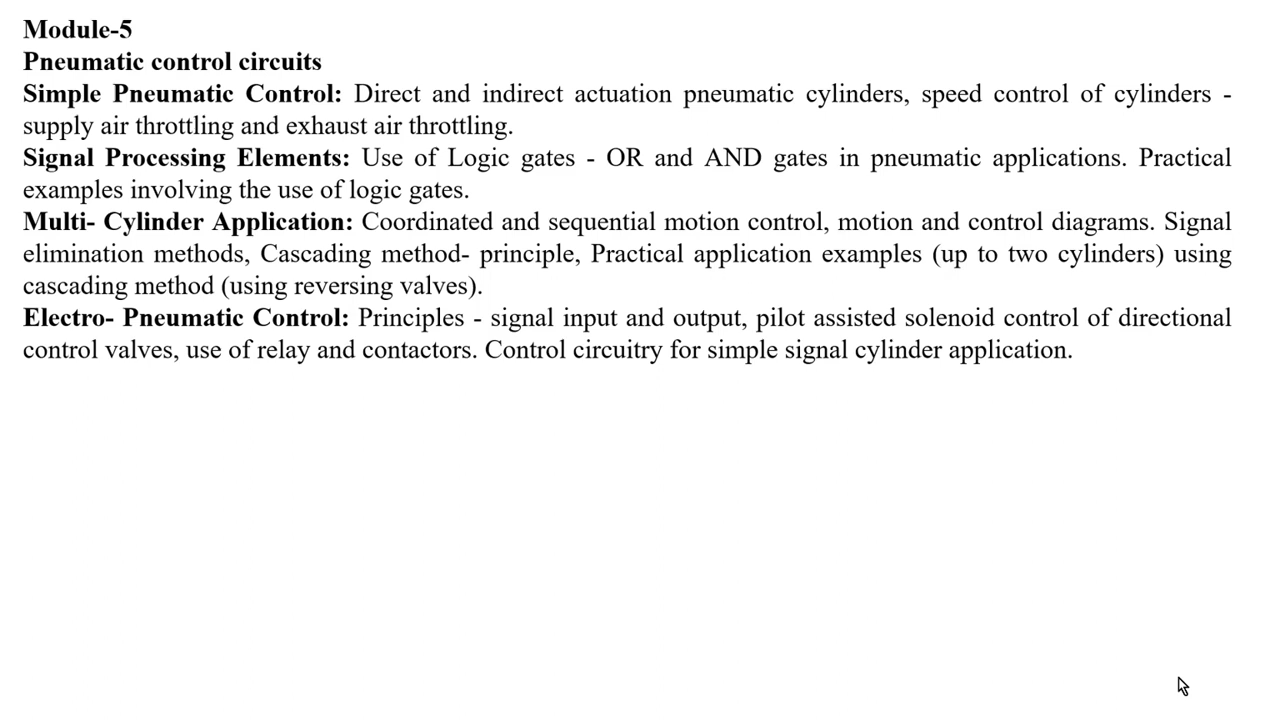 Module-5
Pneumatic control circuits
Simple Pneumatic Control: Direct and indirect actuation pneumatic cylinders, speed control of cylinders -
supply air throttling and exhaust air throttling.
Signal Processing Elements: Use of Logic gates - OR and AND gates in pneumatic applications. Practical
examples involving the use of logic gates.
Multi- Cylinder Application: Coordinated and sequential motion control, motion and control diagrams. Signal
elimination methods, Cascading method- principle, Practical application examples (up to two cylinders) using
cascading method (using reversing valves).
Electro- Pneumatic Control: Principles - signal input and output, pilot assisted solenoid control of directional
control valves, use of relay and contactors. Control circuitry for simple signal cylinder application.